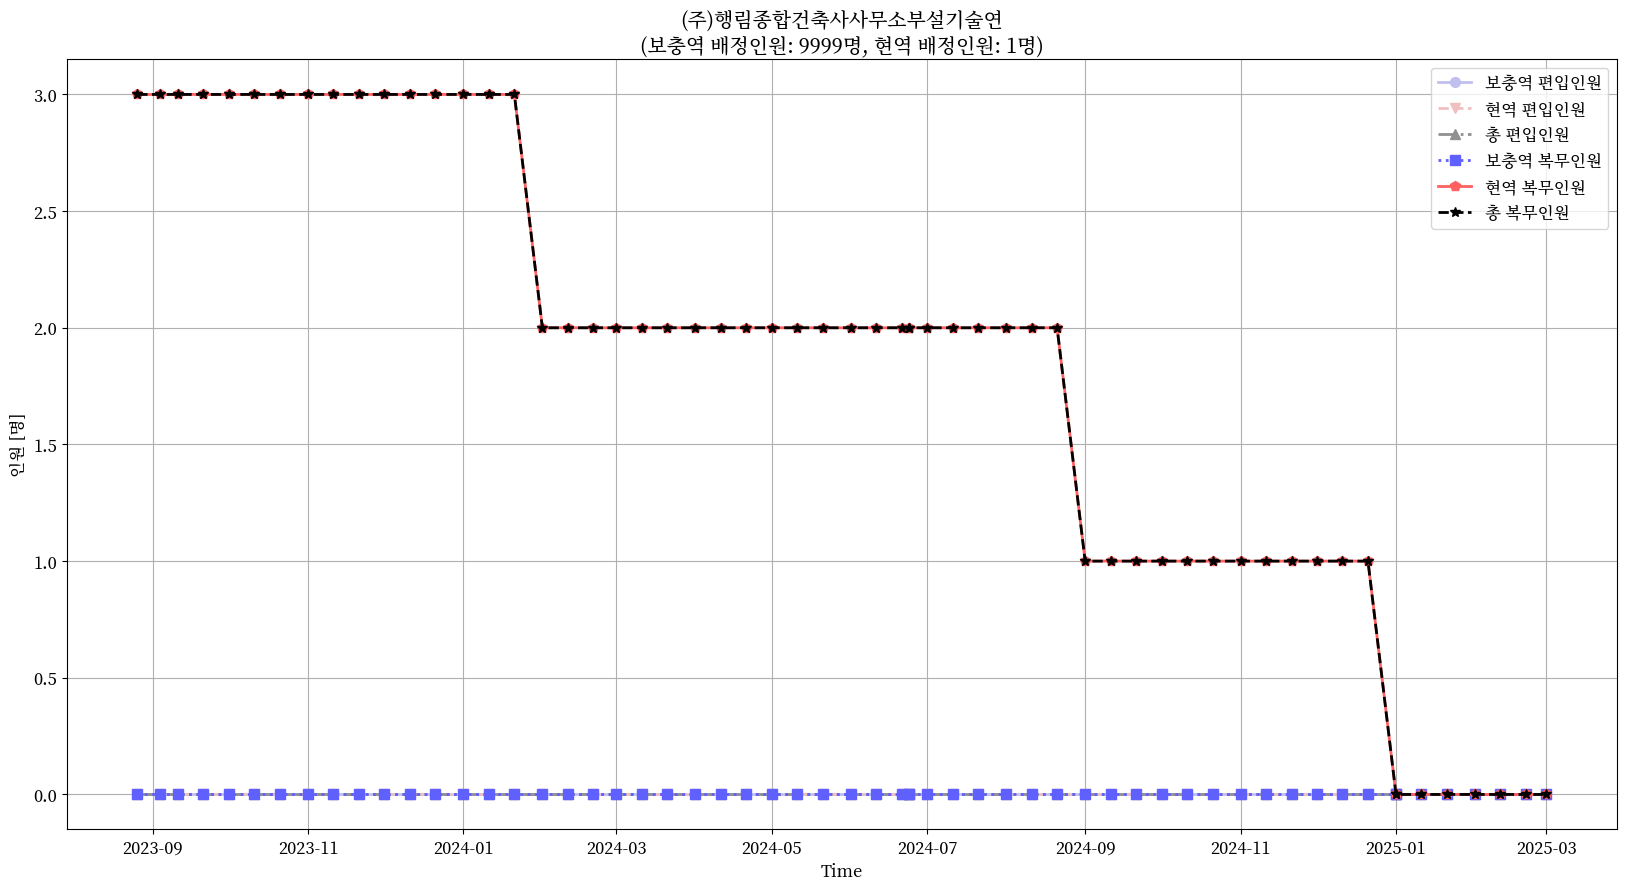 (주)행림종합건축사사무소부설기술연
(보충역 배정인원: 9999명, 현역 배정인원: 1명)
보충역 편입인원
현역 편입인원
총 편입인원
보충역 복무인원
현역 복무인원
총 복무인원
인원 [명]
3.0
2.5
2.0
1.5
1.0
0.5
0.0
2023-09
2023-11
2024-01
2024-03
2024-05
2024-07
2024-09
2024-11
2025-01
2025-03
Time